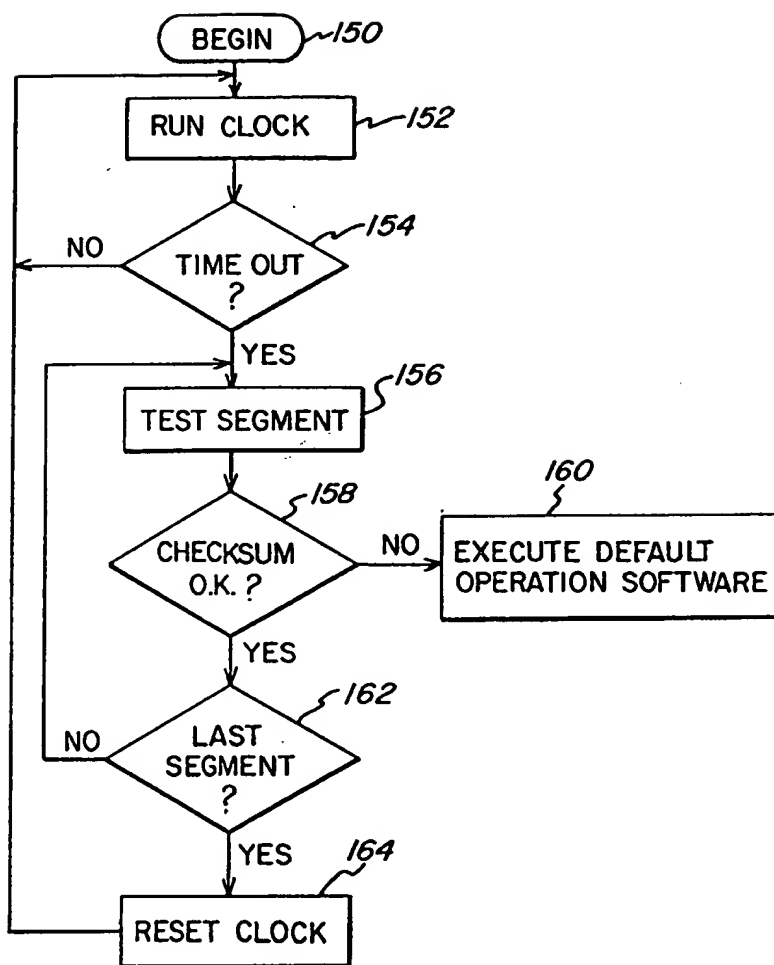 BEGIN
150
RUN CLOCK
152
154
NO
TIME OUT
?
YES
156
TEST SEGMENT
158
160
CHECKSUM
O.K. ?
NO
EXECUTE DEFAULT
OPERATION SOFTWARE
YES
162
NO
LAST
SEGMENT
?
YES
164
RESET CLOCK